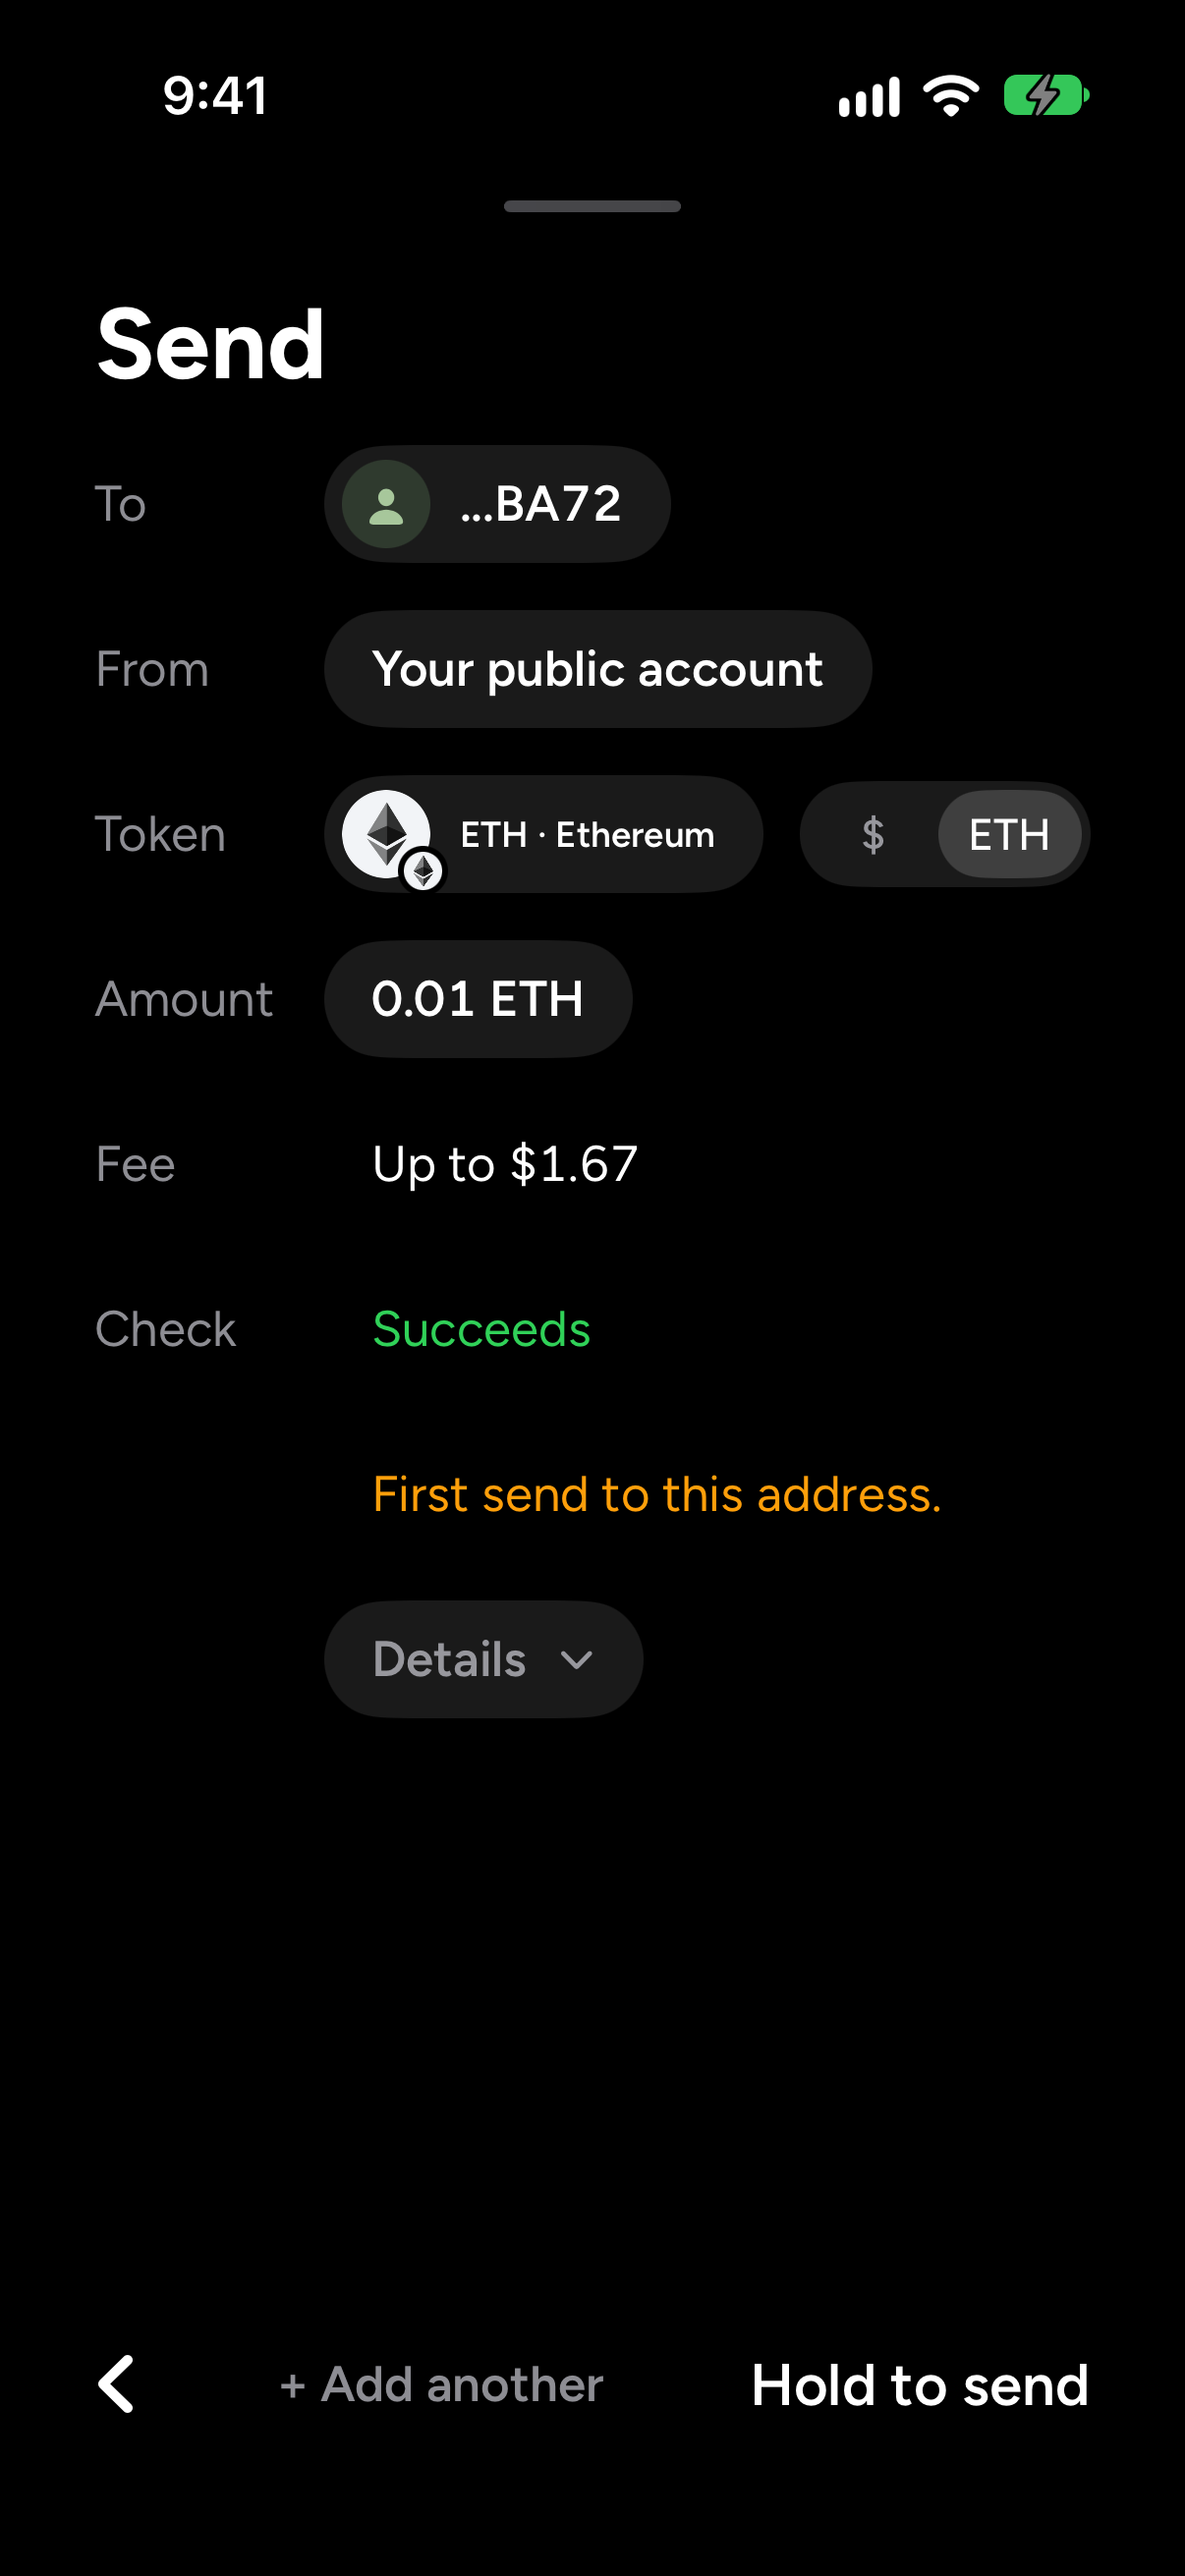 9:41
Send
To ...BA72
From Your public account
Token ETH · Ethereum $ ETH
Amount 0.01 ETH
Fee Up to $1.67
Check Succeeds
First send to this address.
Details
+ Add another Hold to send